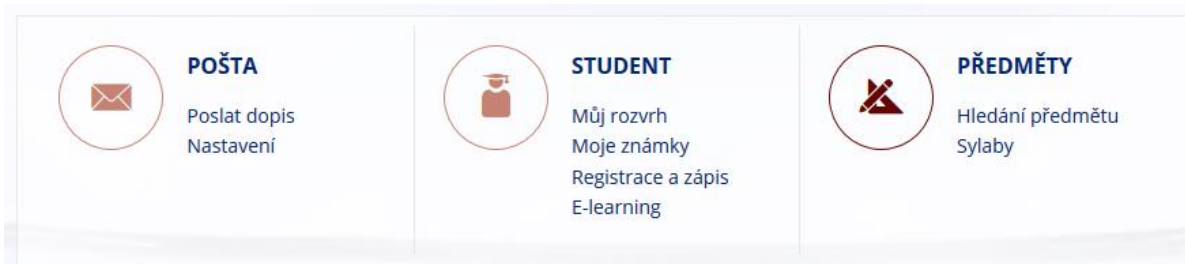 POŠTA
Poslat dopis
Nastavení
STUDENT
Můj rozvrh
Moje známky
Registrace a zápis
E-learning
PŘEDMĚTY
Hledání předmětu
Sylaby